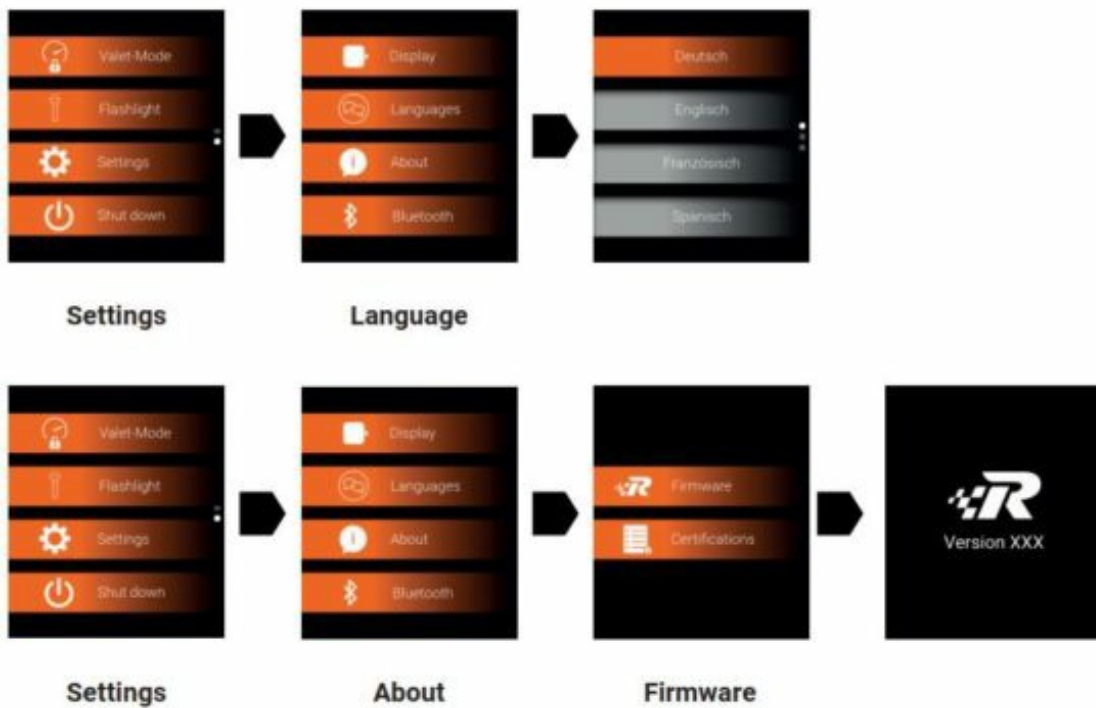 Valet-Mode
Flashlight
Settings
Shut down
Display
Languages
About
Bluetooth
Deutsch
Englisch
Französisch
Spanisch
Settings
Language
Valet-Mode
Flashlight
Settings
Shut down
Display
Languages
About
Bluetooth
Firmware
Certifications
R
Version XXX
Settings
About
Firmware